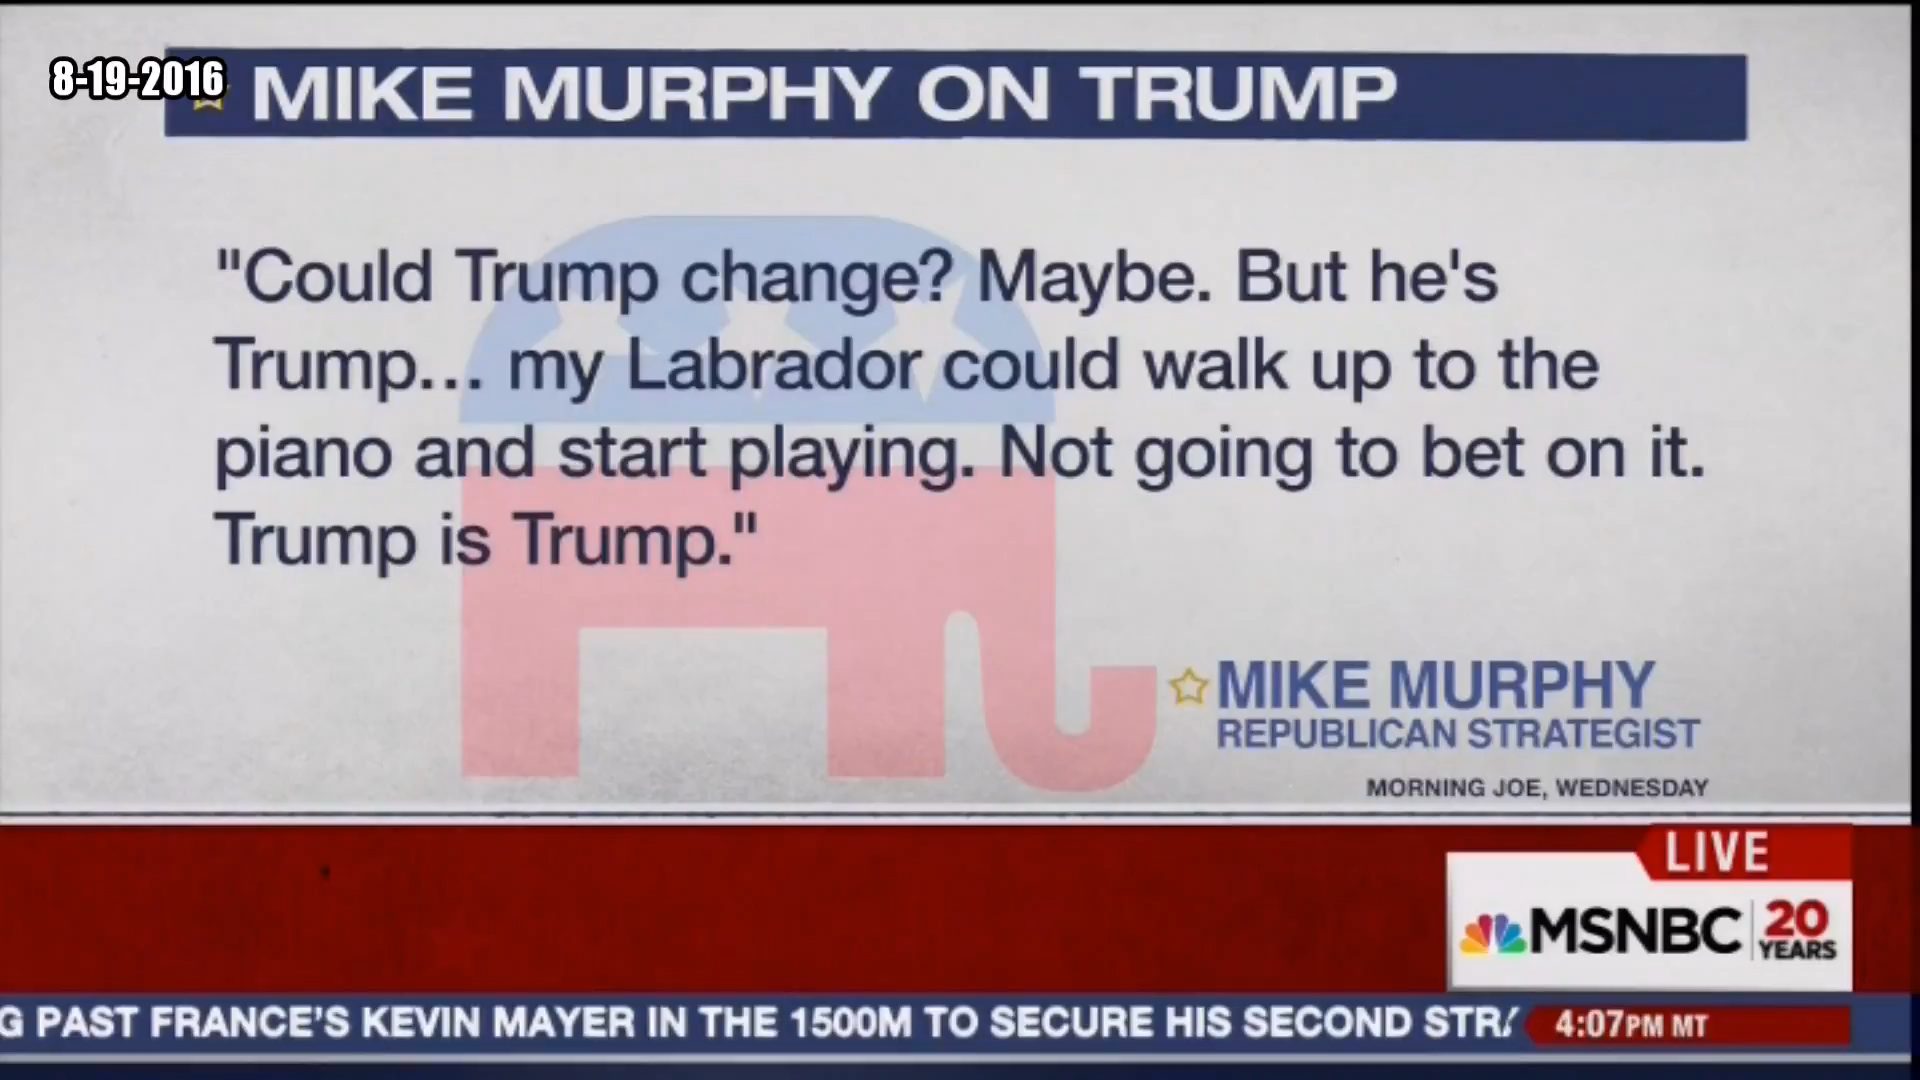 8-19-2016
MIKE MURPHY ON TRUMP
"Could Trump change? Maybe. But he's
Trump... my Labrador could walk up to the
piano and start playing. Not going to bet on it.
Trump is Trump."
MIKE MURPHY
REPUBLICAN STRATEGIST
MORNING JOE, WEDNESDAY
LIVE
MSNBC
20
YEARS
G PAST FRANCE'S KEVIN MAYER IN THE 1500M TO SECURE HIS SECOND
4:07PM MT